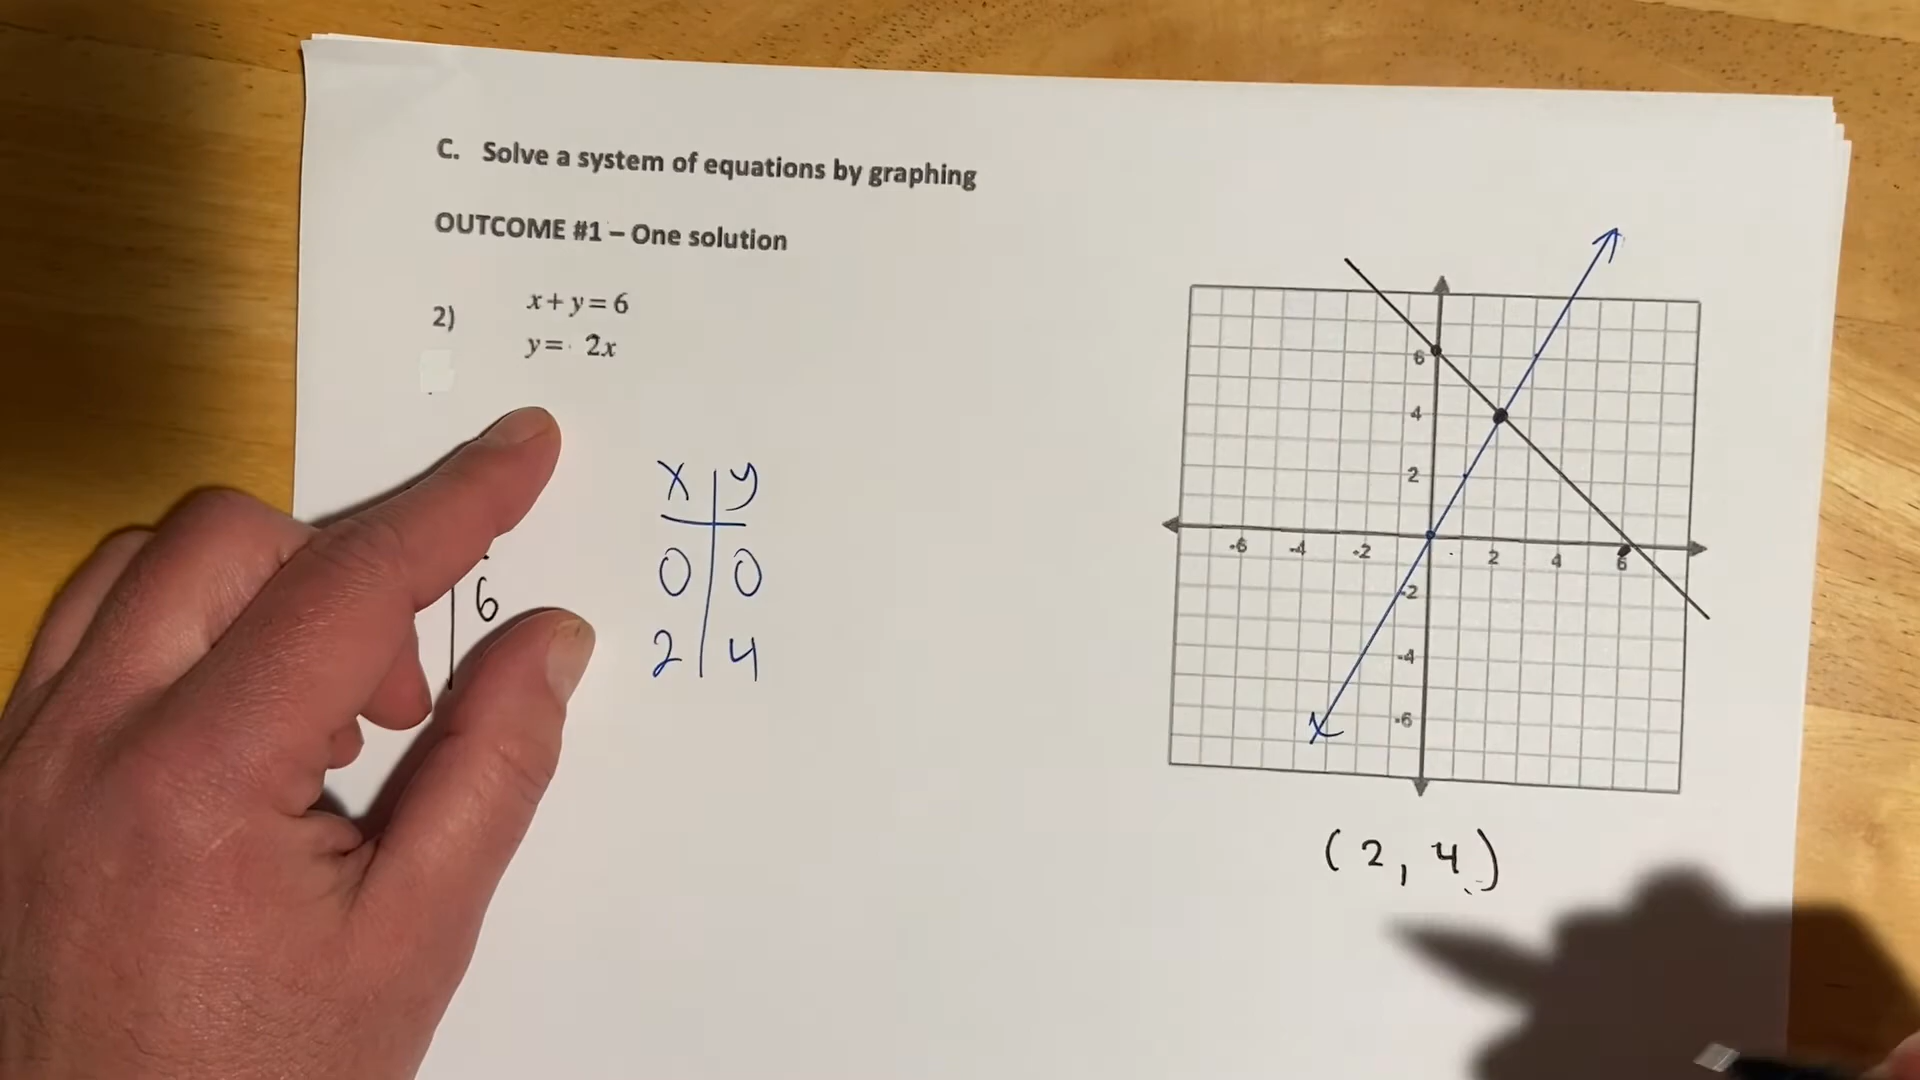 C. Solve a system of equations by graphing
OUTCOME #1 – One solution
2)
x + y = 6
y = 2x
x y
0 0
2 4
6
6
4
2
-6 -4 -2 2 4 6
-2
-4
-6
(2, 4)